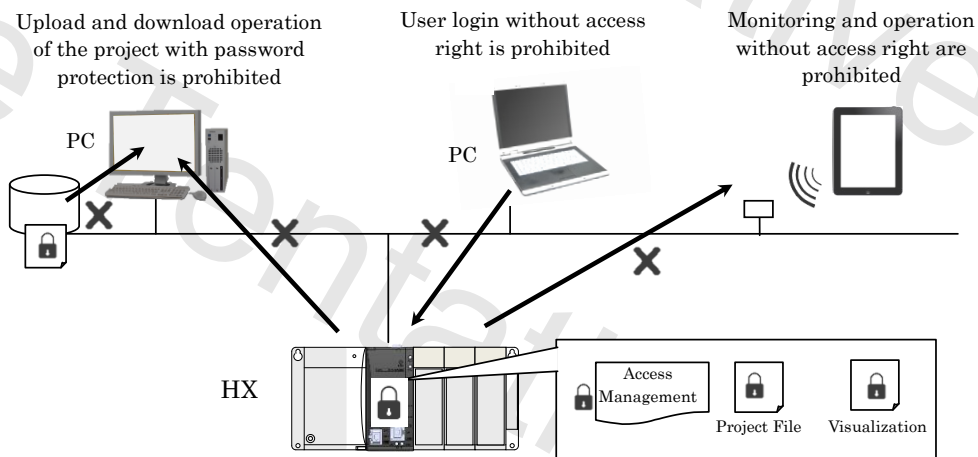 Upload and download operation
of the project with password
protection is prohibited
User login without access
right is prohibited
Monitoring and operation
without access right are
prohibited
PC
PC
HX
Access
Management
Project File
Visualization